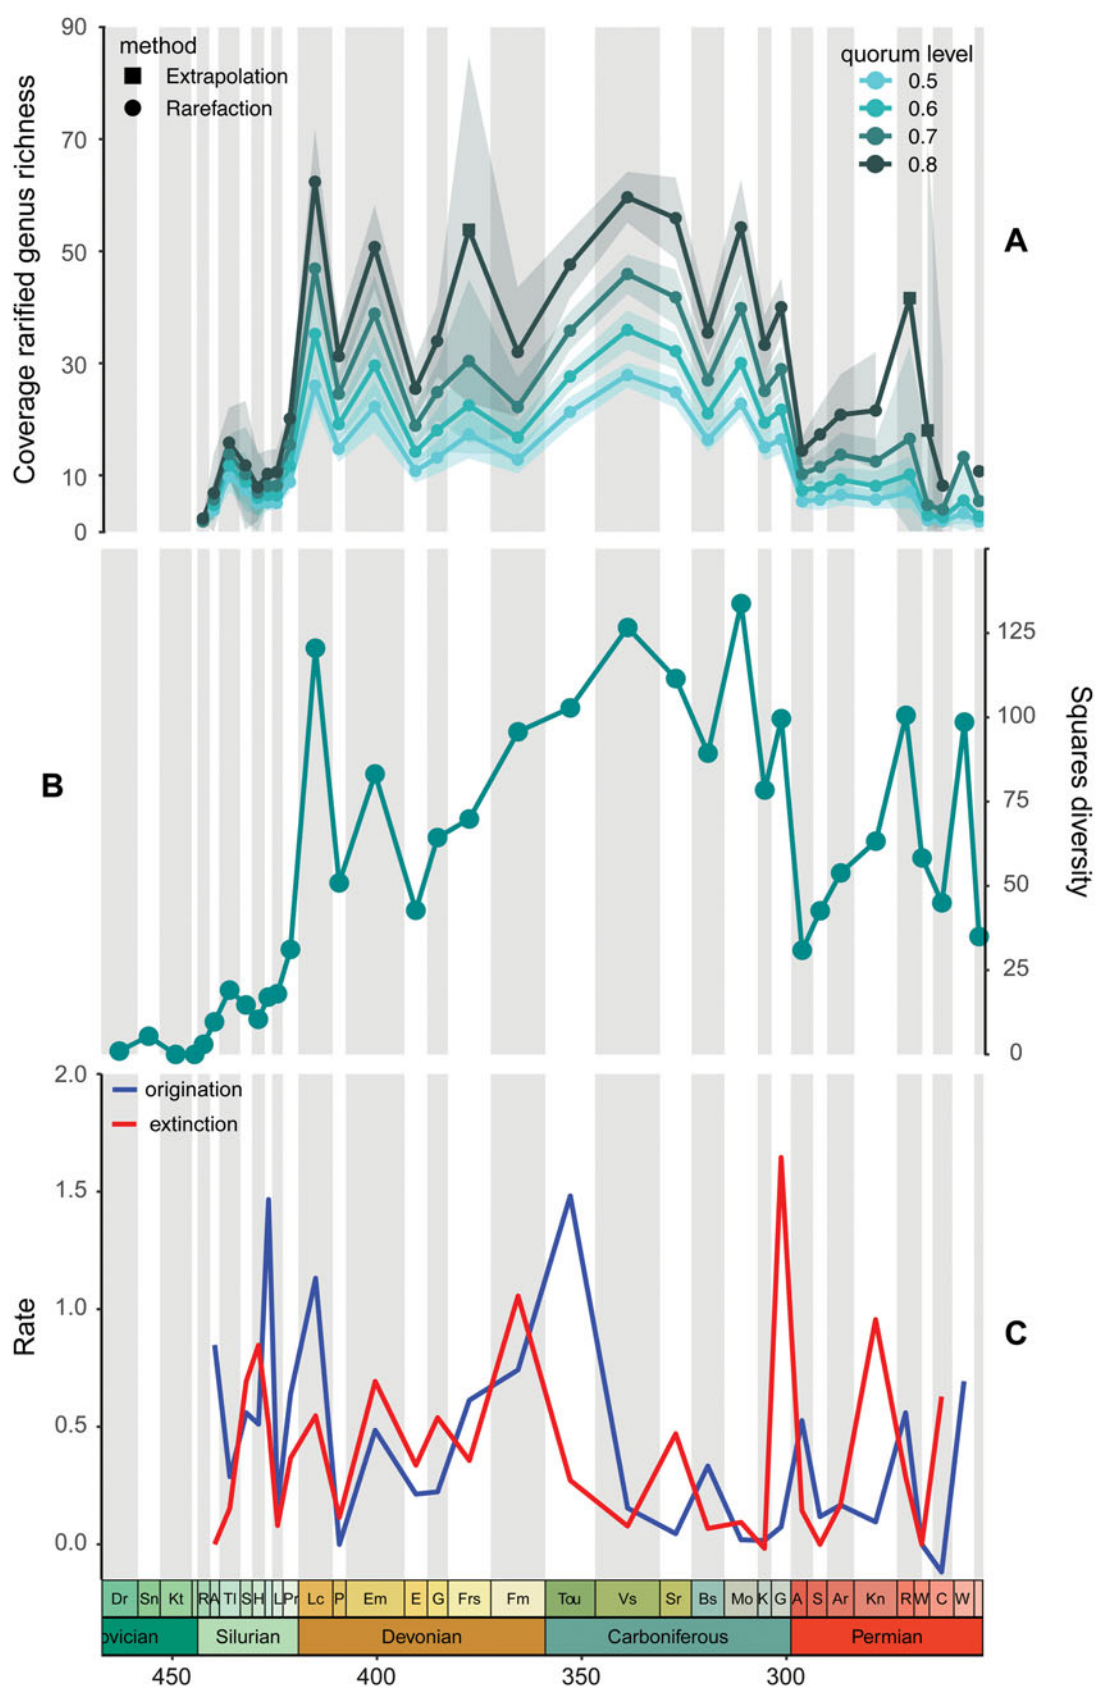 90
70
50
30
10
0
Coverage rarified genus richness
method
Extrapolation
Rarefaction
quorum level
0.5
0.6
0.7
0.8
A
B
125
100
75
50
25
0
Squares diversity
2.0
1.5
1.0
0.5
0.0
Rate
origination
extinction
C
Dr Sn Kt R A Tl S H L Pr Lc P Em E G Frs Fm Tou Vs Sr Bs Mo K G A S Ar Kn R W C W
ovician Silurian Devonian Carboniferous Permian
450 400 350 300